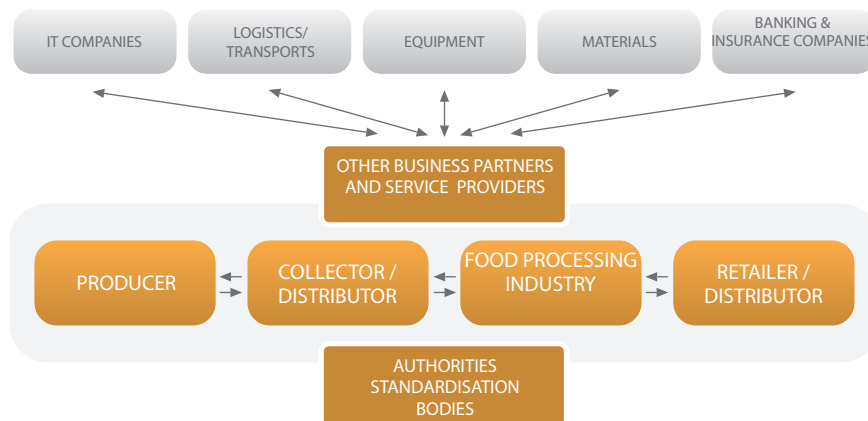 IT COMPANIES
LOGISTICS/
TRANSPORTS
EQUIPMENT
MATERIALS
BANKING &
INSURANCE COMPANIES
OTHER BUSINESS PARTNERS
AND SERVICE PROVIDERS
PRODUCER
COLLECTOR /
DISTRIBUTOR
FOOD PROCESSING
INDUSTRY
RETAILER /
DISTRIBUTOR
AUTHORITIES
STANDARDISATION
BODIES